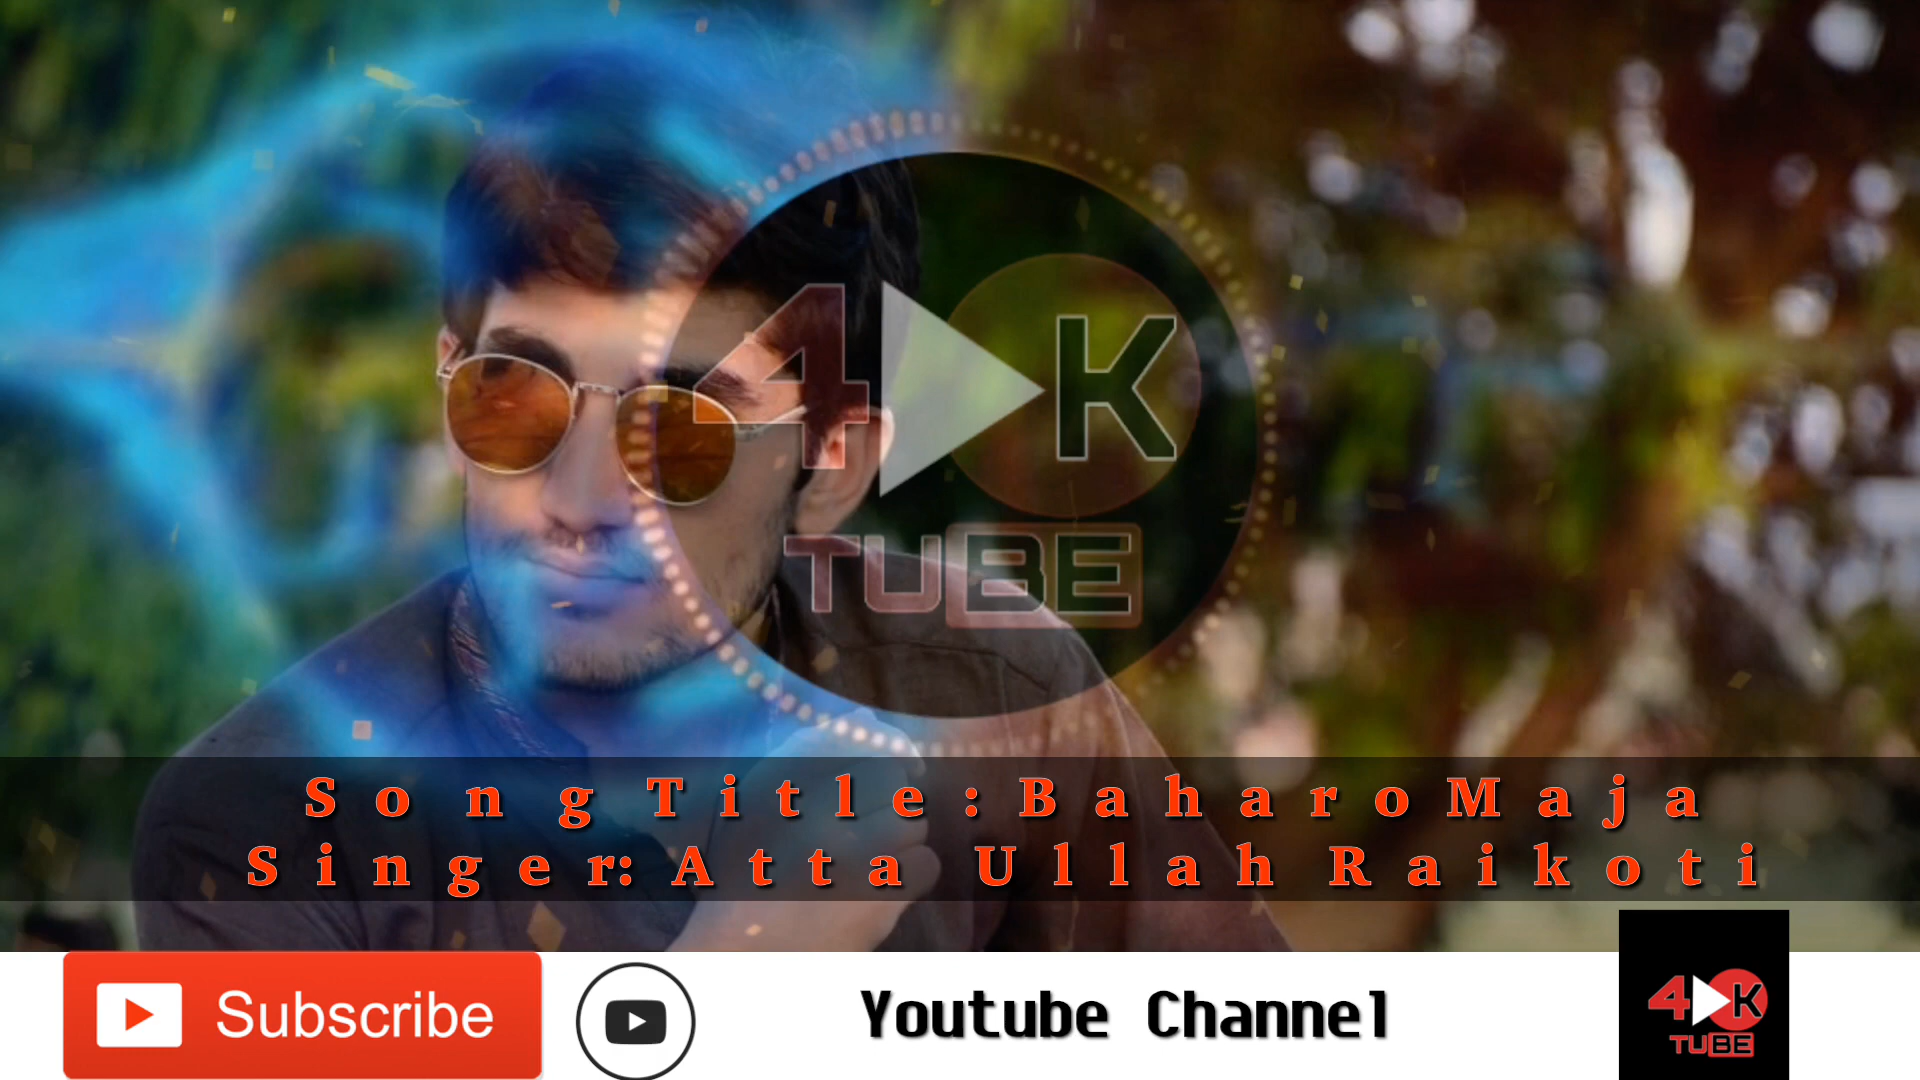 4K
TUBE
Song Title : Baharo Maja
Singer: Atta Ullah Raikoti
Subscribe
Youtube Channel
4K
TUBE